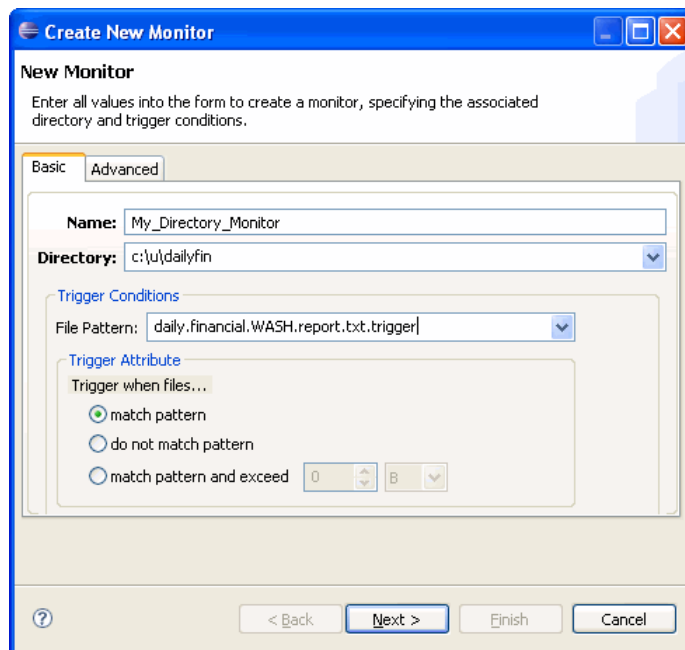 Create New Monitor
New Monitor
Enter all values into the form to create a monitor, specifying the associated
directory and trigger conditions.
Basic
Advanced
Name: My_Directory_Monitor
Directory: c:\u\dailyfin
Trigger Conditions
File Pattern: daily.financial.WASH.report.txt.trigger
Trigger Attribute
Trigger when files...
match pattern
do not match pattern
match pattern and exceed 0 B
< Back Next > Finish Cancel